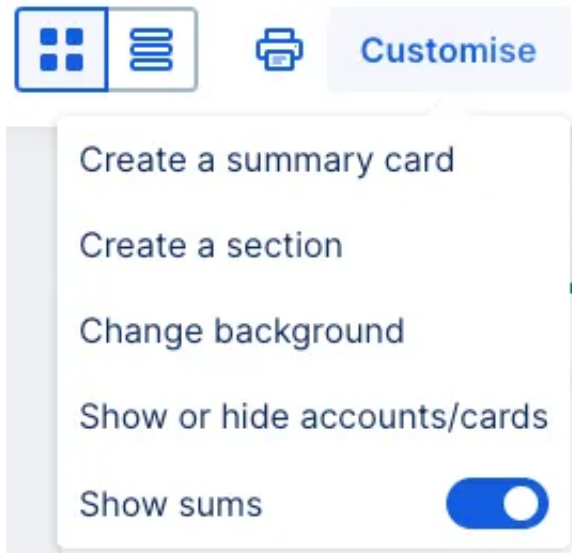 Customise
Create a summary card
Create a section
Change background
Show or hide accounts/cards
Show sums